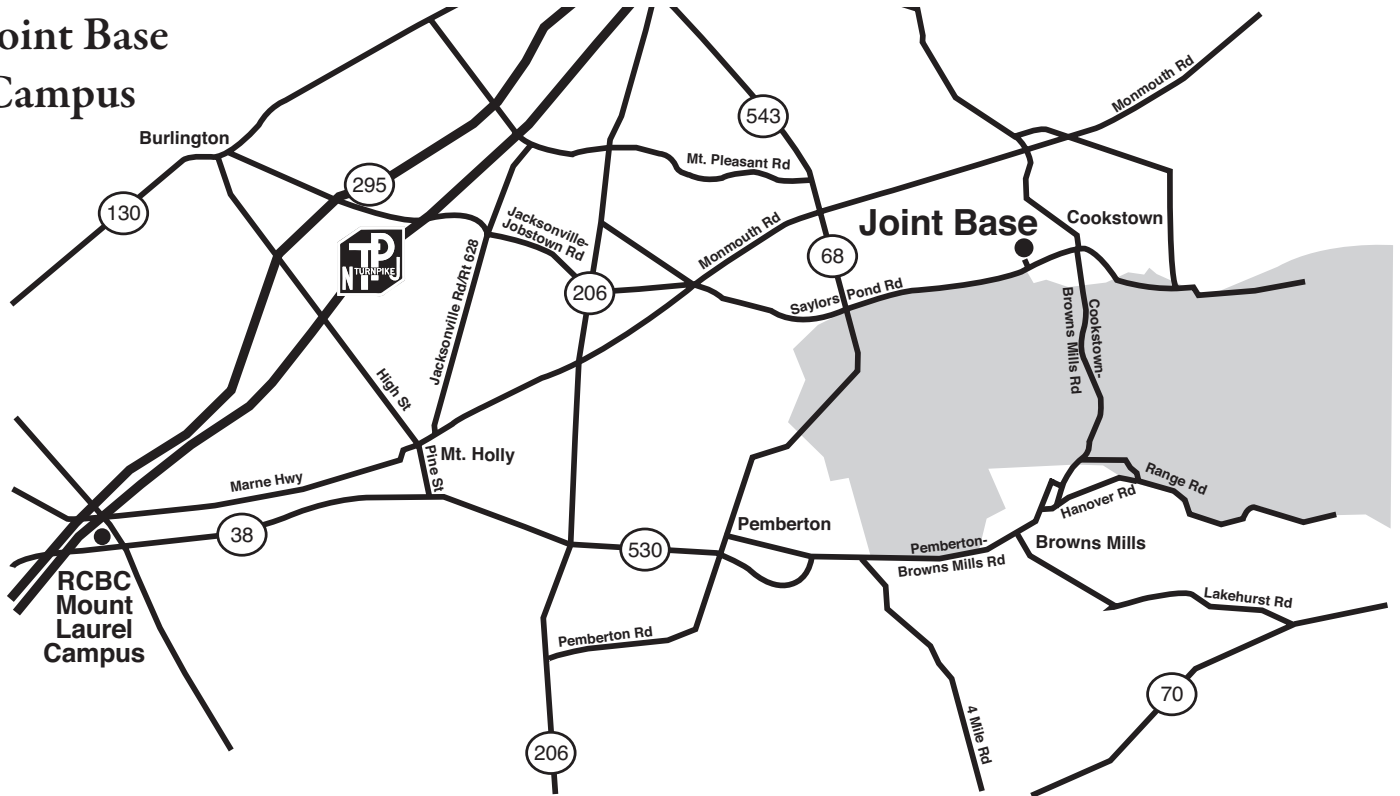 oint Base
Campus
Burlington
130
295
543
Monmouth Rd
Mt. Pleasant Rd
TP
NTURNPIKEJ
Jacksonville-
Jobstown Rd
Jacksonville Rd/Rt 628
206
Monmouth Rd
68
Joint Base
Cookstown
Saylors Pond Rd
Cookstown-
Browns Mills Rd
High St
Pine St
Mt. Holly
Marne Hwy
38
530
Pemberton
Pemberton-
Browns Mills Rd
Hanover Rd
Range Rd
Browns Mills
Lakehurst Rd
RCBC
Mount
Laurel
Campus
Pemberton Rd
206
4 Mile Rd
70